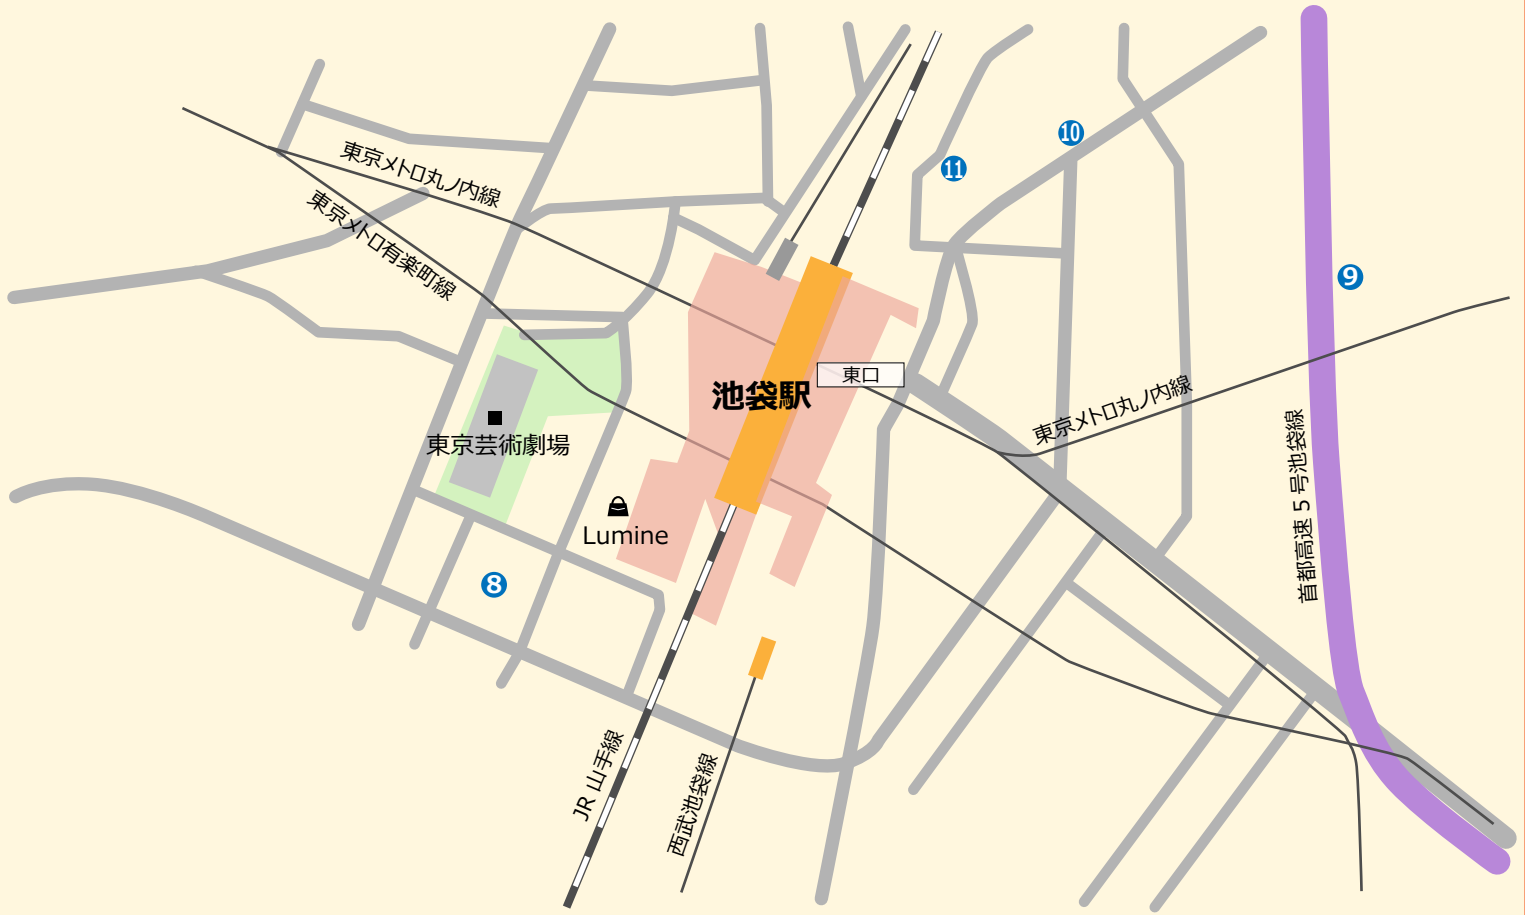 ⑩
⑪
東京メトロ丸ノ内線
東京メトロ有楽町線
⑨
東口
池袋駅
東京メトロ丸ノ内線
東京芸術劇場
首都高速5号池袋線
Lumine
⑧
JR 山手線
西武池袋線